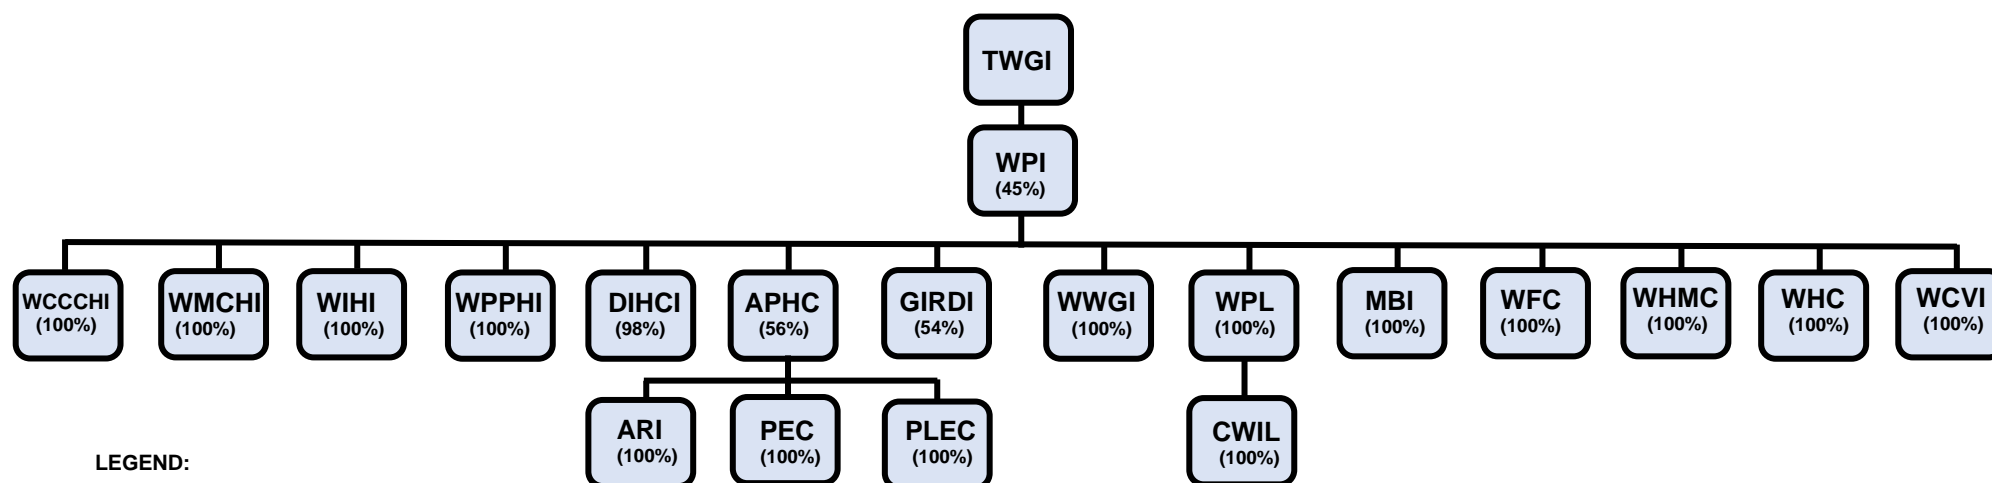 TWGI
WPI
(45%)
WCCCHI
(100%)
WMCHI
(100%)
WIHI
(100%)
WPPHI
(100%)
DIHCI
(98%)
APHC
(56%)
GIRDI
(54%)
WWGI
(100%)
WPL
(100%)
MBI
(100%)
WFC
(100%)
WHMC
(100%)
WHC
(100%)
WCVI
(100%)
ARI
(100%)
PEC
(100%)
PLEC
(100%)
CWIL
(100%)
LEGEND: